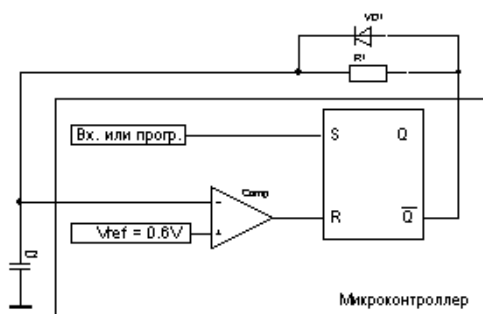 VD1
R1
Вх. или прогр.
S Q
Comp
-
R Q
Vref = 0.6V
+
C1
Микроконтроллер